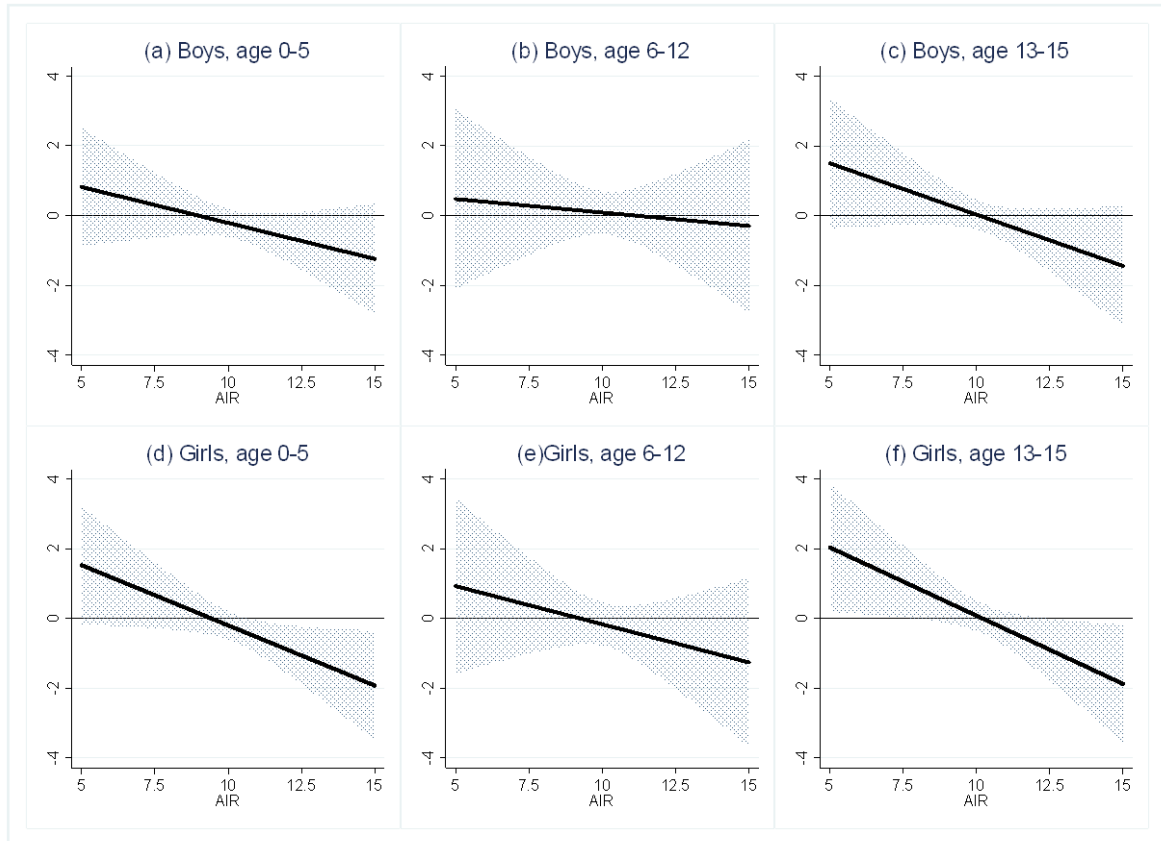 (a) Boys, age 0-5
4
2
0
-2
-4
5 7.5 10 12.5 15
AIR
(b) Boys, age 6-12
4
2
0
-2
-4
5 7.5 10 12.5 15
AIR
(c) Boys, age 13-15
4
2
0
-2
-4
5 7.5 10 12.5 15
AIR
(d) Girls, age 0-5
4
2
0
-2
-4
5 7.5 10 12.5 15
AIR
(e)Girls, age 6-12
4
2
0
-2
-4
5 7.5 10 12.5 15
AIR
(f) Girls, age 13-15
4
2
0
-2
-4
5 7.5 10 12.5 15
AIR